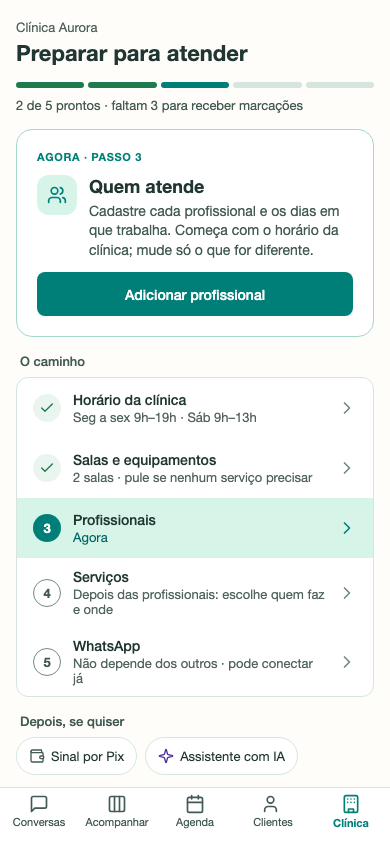 Clínica Aurora
Preparar para atender
2 de 5 prontos · faltam 3 para receber marcações
AGORA · PASSO 3
Quem atende
Cadastre cada profissional e os dias em
que trabalha. Começa com o horário da
clínica; mude só o que for diferente.
Adicionar profissional
O caminho
Horário da clínica
Seg a sex 9h–19h · Sáb 9h–13h
Salas e equipamentos
2 salas · pule se nenhum serviço precisar
3
Profissionais
Agora
4
Serviços
Depois das profissionais: escolhe quem faz
e onde
5
WhatsApp
Não depende dos outros · pode conectar
já
Depois, se quiser
Sinal por Pix
Assistente com IA
Conversas
Acompanhar
Agenda
Clientes
Clínica